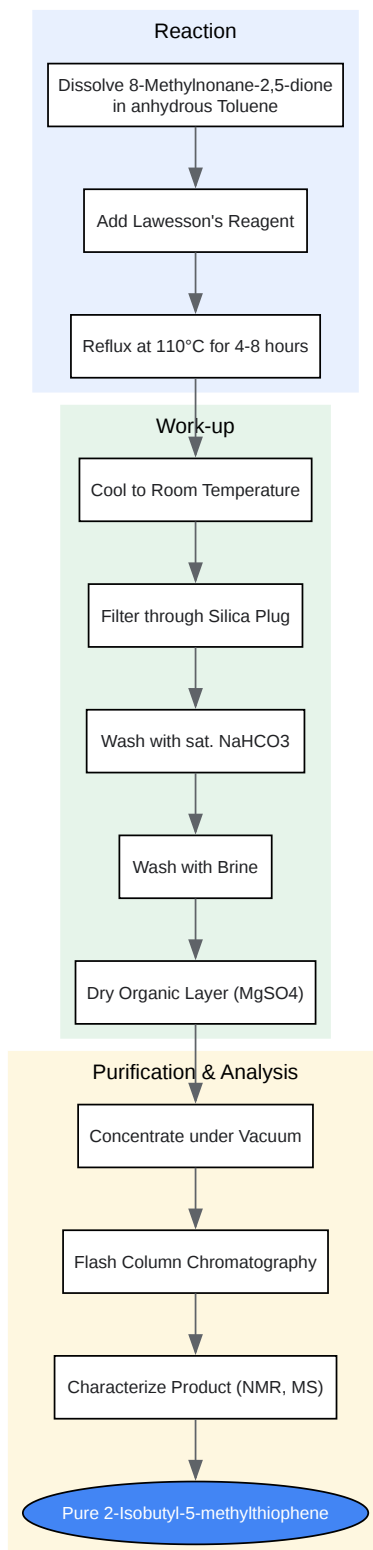 Reaction
Dissolve 8-Methylnonane-2,5-dione
in anhydrous Toluene
Add Lawesson's Reagent
Reflux at 110°C for 4-8 hours
Work-up
Cool to Room Temperature
Filter through Silica Plug
Wash with sat. NaHCO3
Wash with Brine
Dry Organic Layer (MgSO4)
Purification & Analysis
Concentrate under Vacuum
Flash Column Chromatography
Characterize Product (NMR, MS)
Pure 2-Isobutyl-5-methylthiophene